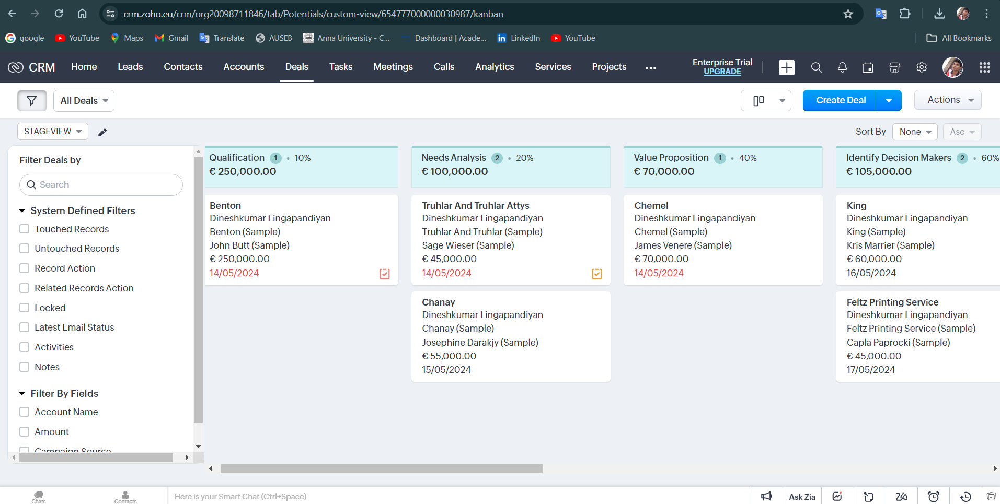 crm.zoho.eu/crm/org20098711846/tab/Potentials/custom-view/654777000000030987/kanban
google YouTube Maps Gmail Translate AUSEB Anna University - C... Dashboard | Acade... LinkedIn YouTube All Bookmarks
CRM Home Leads Contacts Accounts Deals Tasks Meetings Calls Analytics Services Projects ... Enterprise-Trial
UPGRADE
All Deals Create Deal Actions
STAGEVIEW Sort By None Asc
Filter Deals by
Search
System Defined Filters
Touched Records
Untouched Records
Record Action
Related Records Action
Locked
Latest Email Status
Activities
Notes
Filter By Fields
Account Name
Amount
Campaign Source
Qualification 1 • 10%
€ 250,000.00
Benton
Dineshkumar Lingapandiyan
Benton (Sample)
John Butt (Sample)
€ 250,000.00
14/05/2024
Needs Analysis 2 • 20%
€ 100,000.00
Truhlar And Truhlar Attys
Dineshkumar Lingapandiyan
Truhlar And Truhlar (Sample)
Sage Wieser (Sample)
€ 45,000.00
14/05/2024
Chanay
Dineshkumar Lingapandiyan
Chanay (Sample)
Josephine Darakjy (Sample)
€ 55,000.00
15/05/2024
Value Proposition 1 • 40%
€ 70,000.00
Chemel
Dineshkumar Lingapandiyan
Chemel (Sample)
James Venere (Sample)
€ 70,000.00
14/05/2024
Identify Decision Makers 2 • 60%
€ 105,000.00
King
Dineshkumar Lingapandiyan
King (Sample)
Kris Marrier (Sample)
€ 60,000.00
16/05/2024
Feltz Printing Service
Dineshkumar Lingapandiyan
Feltz Printing Service (Sample)
Capla Paprocki (Sample)
€ 45,000.00
17/05/2024
Chats Contacts Here is your Smart Chat (Ctrl+Space) Ask Zia